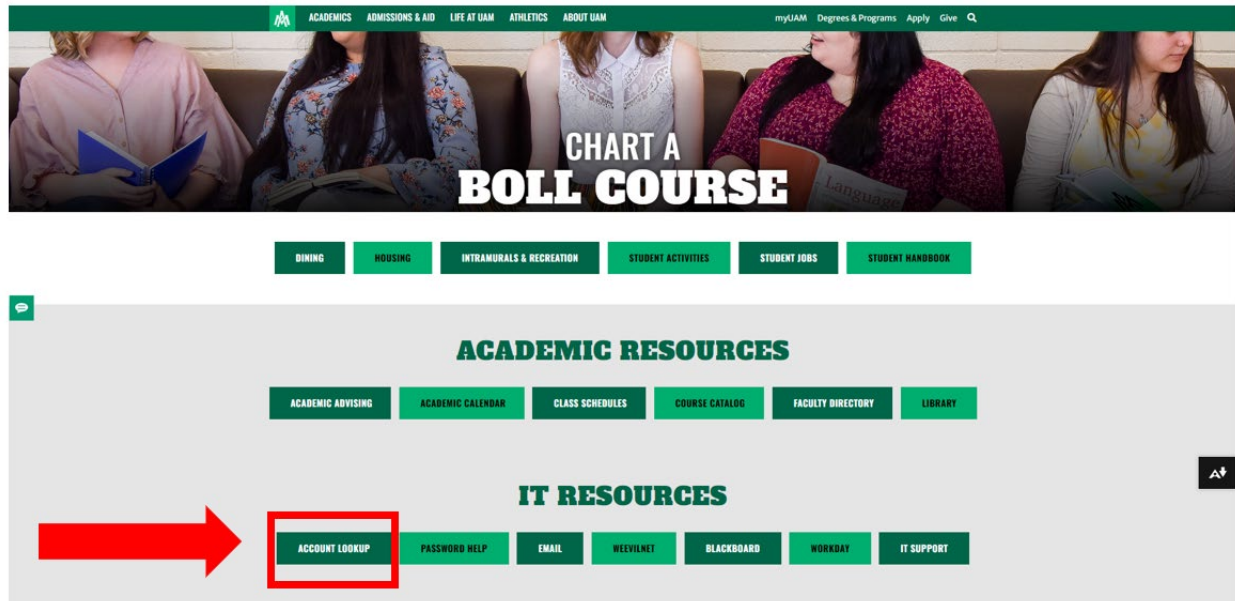 ACADEMICS ADMISSIONS & AID LIFE AT UAM ATHLETICS ABOUT UAM myUAM Degrees & Programs Apply Give
CHART A
BOLL COURSE
Language
DINING HOUSING INTRAMURALS & RECREATION STUDENT ACTIVITIES STUDENT JOBS STUDENT HANDBOOK
ACADEMIC RESOURCES
ACADEMIC ADVISING ACADEMIC CALENDAR CLASS SCHEDULES COURSE CATALOG FACULTY DIRECTORY LIBRARY
A
IT RESOURCES
ACCOUNT LOOKUP PASSWORD HELP EMAIL WEEVILNET BLACKBOARD WORKDAY IT SUPPORT